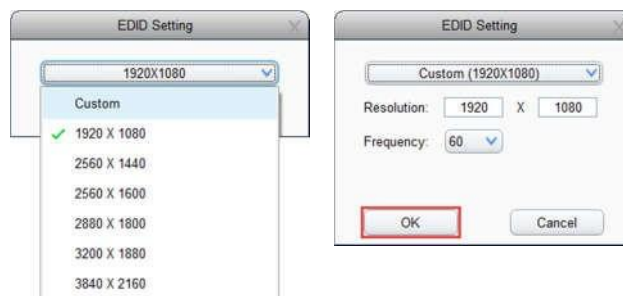 EDID Setting
X
1920X1080
Custom
1920 X 1080
2560 X 1440
2560 X 1600
2880 X 1800
3200 X 1880
3840 X 2160
EDID Setting
X
Custom (1920X1080)
Resolution: 1920 X 1080
Frequency: 60
OK Cancel